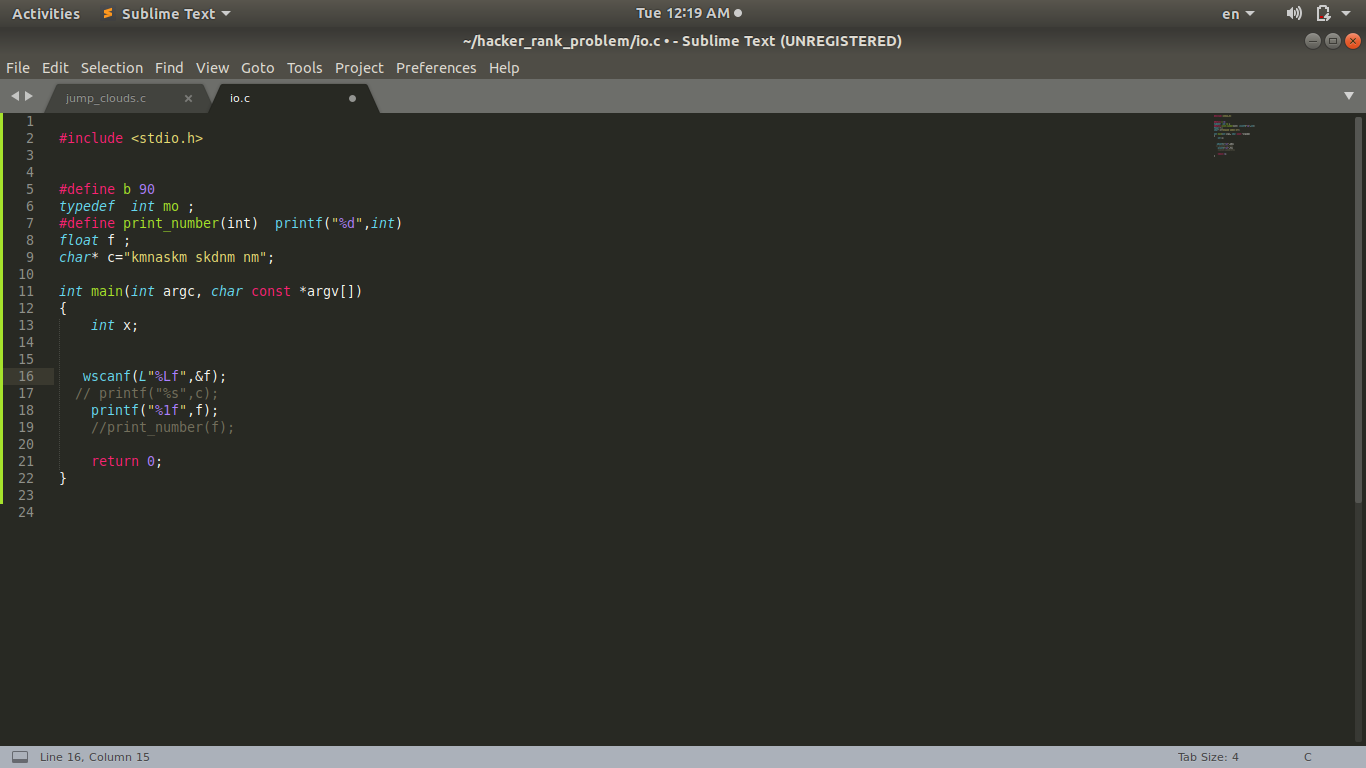 Activities Sublime Text Tue 12:19 AM en
~/hacker_rank_problem/io.c • - Sublime Text (UNREGISTERED)
File Edit Selection Find View Goto Tools Project Preferences Help
jump_clouds.c io.c
1
2 #include <stdio.h>
3
4
5 #define b 90
6 typedef  int mo ;
7 #define print_number(int)  printf("%d",int)
8 float f ;
9 char* c="kmnaskm skdnm nm";
10
11 int main(int argc, char const *argv[])
12 {
13     int x;
14
15
16    wscanf(L"%Lf",&f);
17   // printf("%s",c);
18     printf("%1f",f);
19     //print_number(f);
20
21     return 0;
22 }
23
24
Line 16, Column 15 Tab Size: 4 C